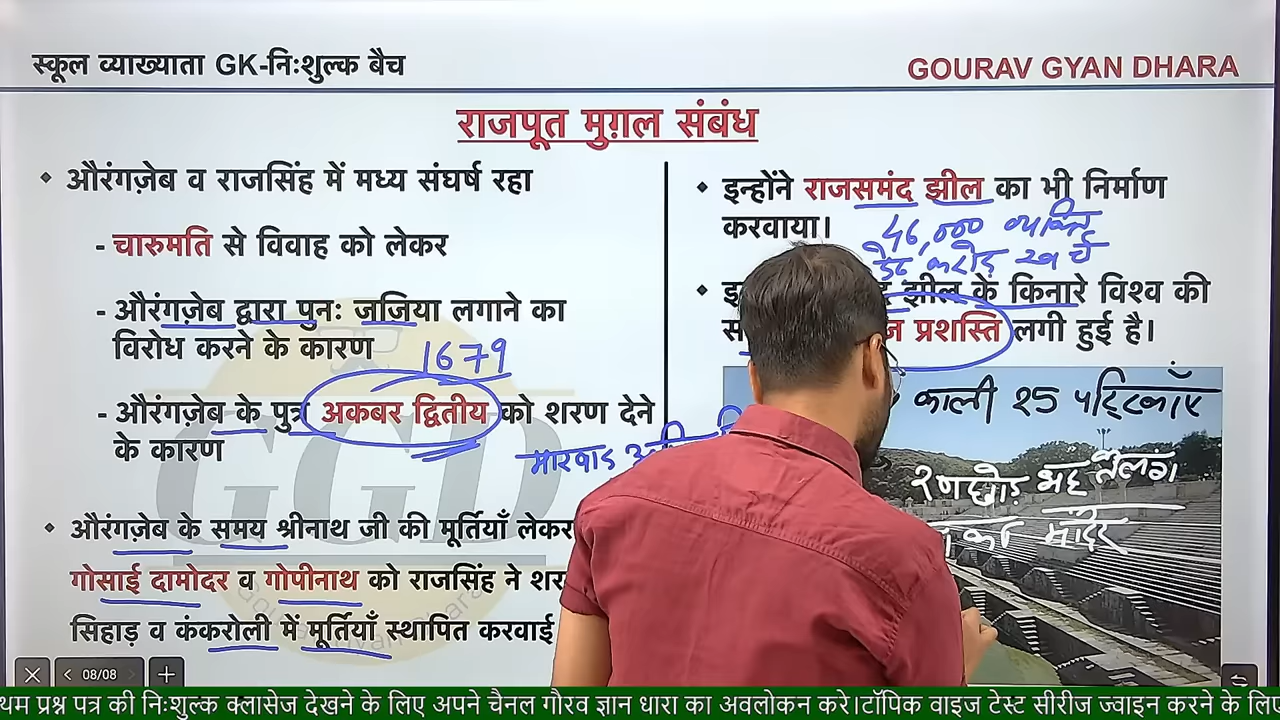 स्कूल व्याख्याता GK-निःशुल्क बैच
GOURAV GYAN DHARA
राजपूत मुग़ल संबंध
औरंगज़ेब व राजसिंह में मध्य संघर्ष रहा
- चारुमति से विवाह को लेकर
- औरंगज़ेब द्वारा पुनः जजिया लगाने का
विरोध करने के कारण
1679
- औरंगज़ेब के पुत्र अकबर द्वितीय को शरण देने
के कारण
मारवाड
औरंगज़ेब के समय श्रीनाथ जी की मूर्तियाँ लेकर
गोसाई दामोदर व गोपीनाथ को राजसिंह ने शर
सिहाड़ व कंकरोली में मूर्तियाँ स्थापित करवाई
इन्होंने राजसमंद झील का भी निर्माण
करवाया।
46,000 व्यक्ति
डेढ करोड़ खर्च
झील के किनारे विश्व की
प्रशस्ति लगी हुई है।
काली 25 पट्टिकाएँ
रणछोड़ भट्ट तैलंग
मंदिर
GGD
08/08
थम प्रश्न पत्र की निःशुल्क क्लासेज देखने के लिए अपने चैनल गौरव ज्ञान धारा का अवलोकन करे।टॉपिक वाइज टेस्ट सीरीज ज्वाइन करने के लिए